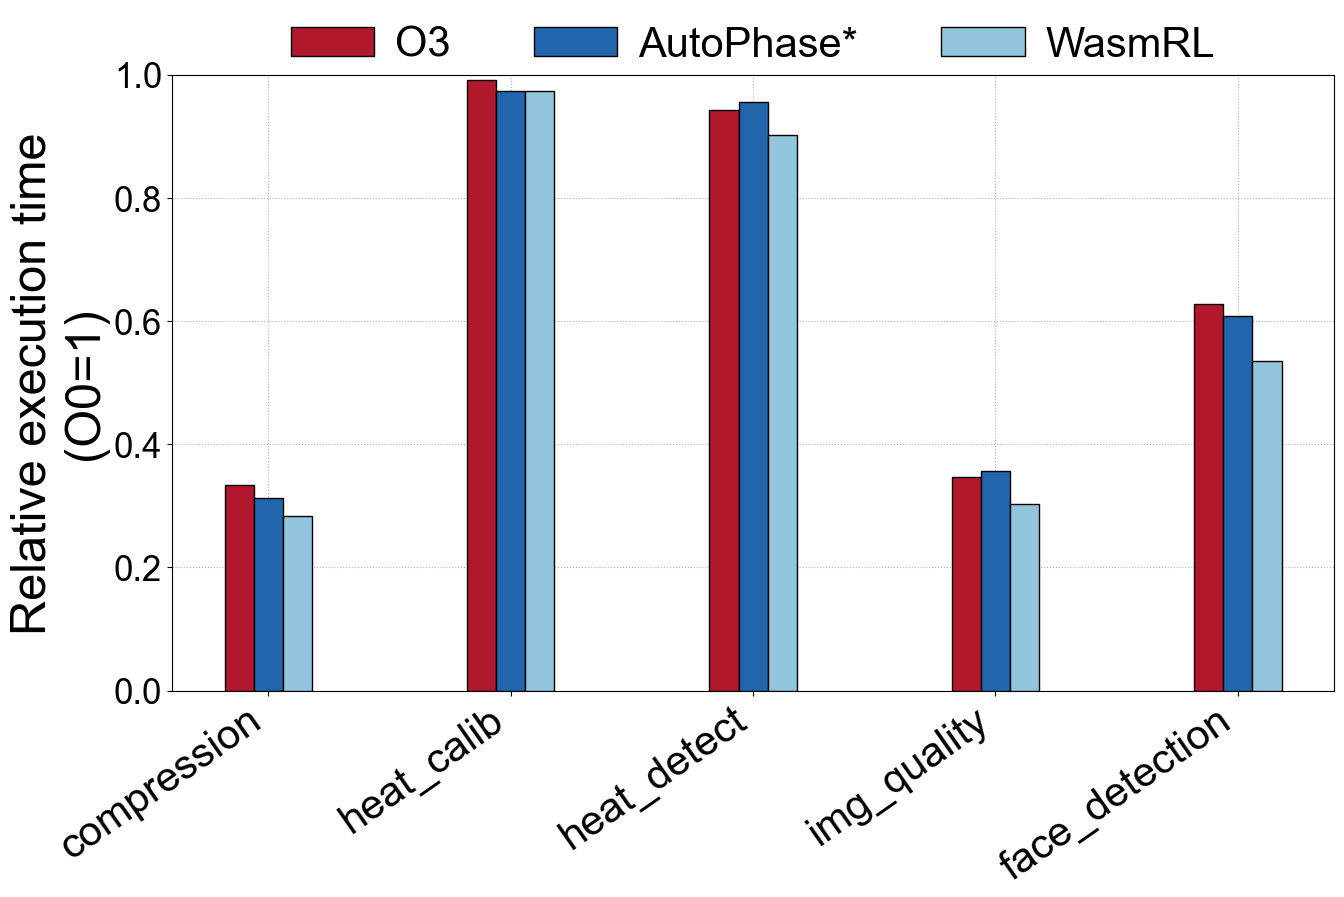 O3 AutoPhase* WasmRL
Relative execution time
(O0=1)
1.0
0.8
0.6
0.4
0.2
0.0
compression
heat_calib
heat_detect
img_quality
face_detection